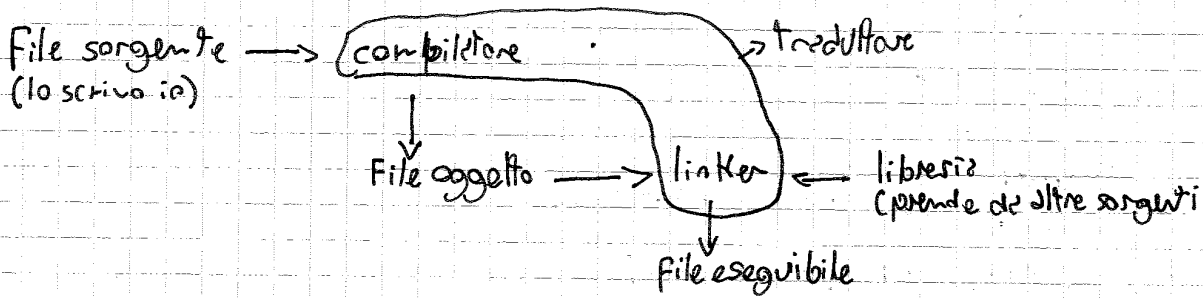 File sorgente
(lo scrivo io)
compilatore
traduttore
File oggetto
linker
libreria
(prende da altre sorgenti
File eseguibile